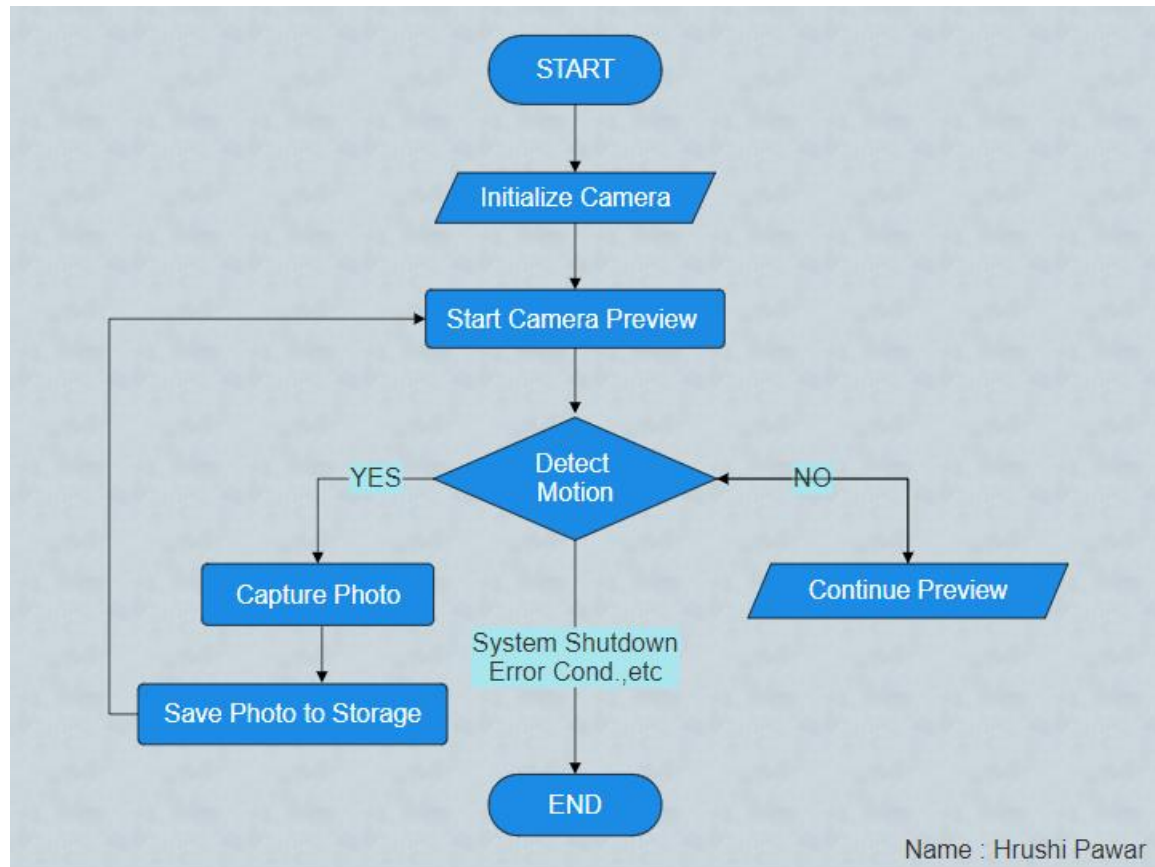 START
Initialize Camera
Start Camera Preview
Detect
Motion
YES
NO
Capture Photo
Continue Preview
System Shutdown
Error Cond.,etc
Save Photo to Storage
END
Name : Hrushi Pawar